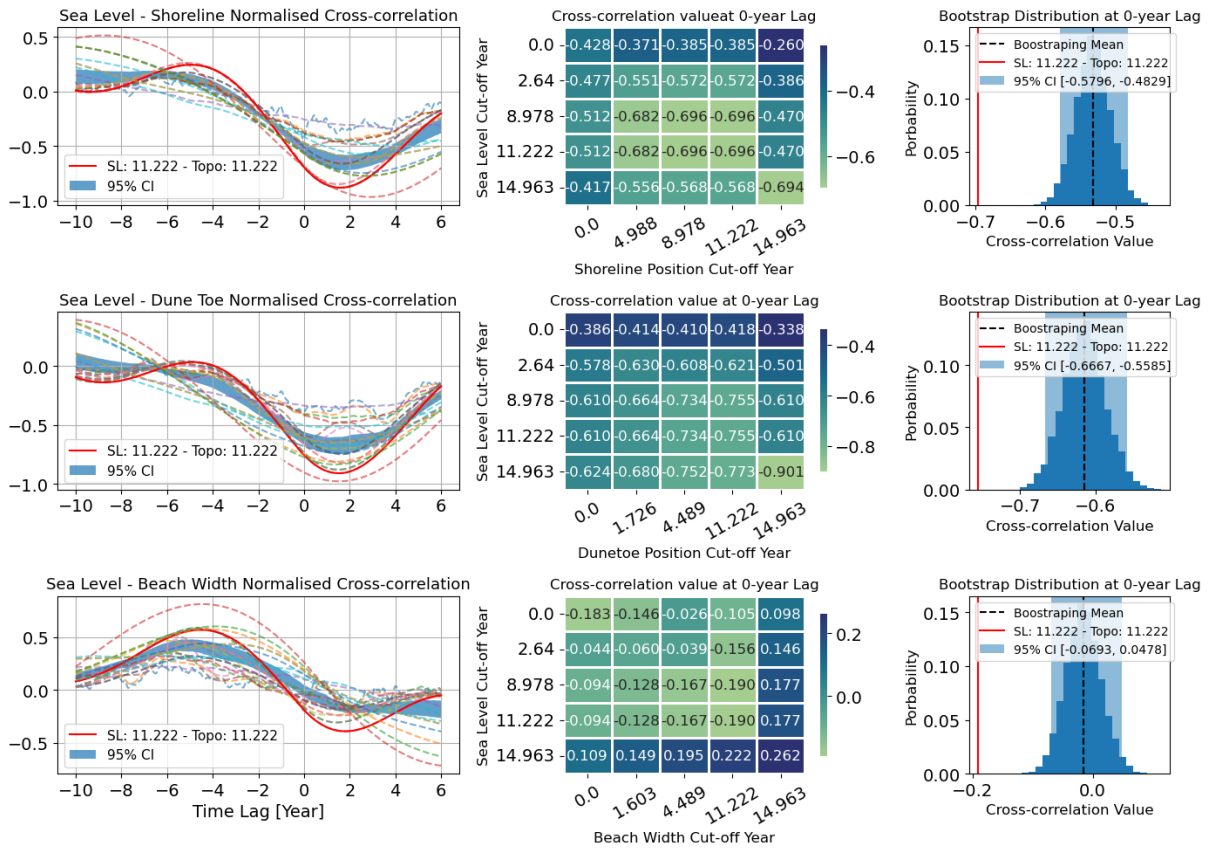 Sea Level - Shoreline Normalised Cross-correlation
0.5
0.0
−0.5
−1.0
−10 −8 −6 −4 −2 0 2 4 6
SL: 11.222 - Topo: 11.222
95% CI
Cross-correlation valueat 0-year Lag
Sea Level Cut-off Year
0.0 -0.428 -0.371 -0.385 -0.385 -0.260
2.64 -0.477 -0.551 -0.572 -0.572 -0.386
8.978 -0.512 -0.682 -0.696 -0.696 -0.470
11.222 -0.512 -0.682 -0.696 -0.696 -0.470
14.963 -0.417 -0.556 -0.568 -0.568 -0.694
0.0 4.988 8.978 11.222 14.963
Shoreline Position Cut-off Year
−0.4
−0.6
Bootstrap Distribution at 0-year Lag
Boostraping Mean
SL: 11.222 - Topo: 11.222
95% CI [-0.5796, -0.4829]
Porbability
0.15
0.10
0.05
0.00
−0.7 −0.6 −0.5
Cross-correlation Value
Sea Level - Dune Toe Normalised Cross-correlation
0.0
−0.5
−1.0
−10 −8 −6 −4 −2 0 2 4 6
SL: 11.222 - Topo: 11.222
95% CI
Cross-correlation value at 0-year Lag
Sea Level Cut-off Year
0.0 -0.386 -0.414 -0.410 -0.418 -0.338
2.64 -0.578 -0.630 -0.608 -0.621 -0.501
8.978 -0.610 -0.664 -0.734 -0.755 -0.610
11.222 -0.610 -0.664 -0.734 -0.755 -0.610
14.963 -0.624 -0.680 -0.752 -0.773 -0.901
0.0 1.726 4.489 11.222 14.963
Dunetoe Position Cut-off Year
−0.4
−0.6
−0.8
Bootstrap Distribution at 0-year Lag
Boostraping Mean
SL: 11.222 - Topo: 11.222
95% CI [-0.6667, -0.5585]
Porbability
0.10
0.05
0.00
−0.7 −0.6
Cross-correlation Value
Sea Level - Beach Width Normalised Cross-correlation
0.5
0.0
−0.5
−10 −8 −6 −4 −2 0 2 4 6
SL: 11.222 - Topo: 11.222
95% CI
Time Lag [Year]
Cross-correlation value at 0-year Lag
Sea Level Cut-off Year
0.0 -0.183 -0.146 -0.026 -0.105 0.098
2.64 -0.044 -0.060 -0.039 -0.156 0.146
8.978 -0.094 -0.128 -0.167 -0.190 0.177
11.222 -0.094 -0.128 -0.167 -0.190 0.177
14.963 0.109 0.149 0.195 0.222 0.262
0.0 1.603 4.489 11.222 14.963
Beach Width Cut-off Year
0.2
0.0
Bootstrap Distribution at 0-year Lag
Boostraping Mean
SL: 11.222 - Topo: 11.222
95% CI [-0.0693, 0.0478]
Porbability
0.15
0.10
0.05
0.00
−0.2 0.0
Cross-correlation Value